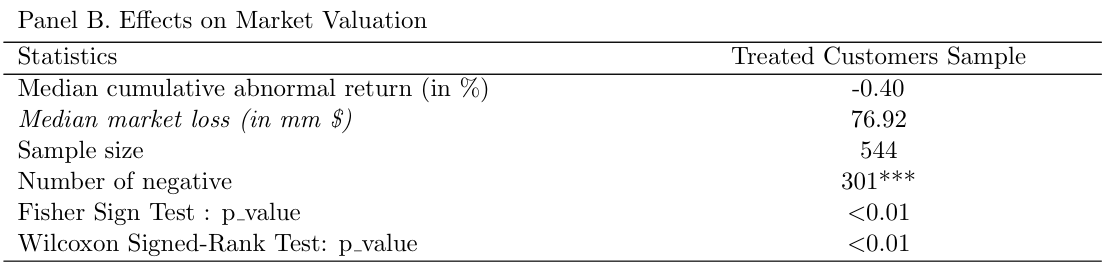 Panel B. Effects on Market Valuation
Statistics Treated Customers Sample
Median cumulative abnormal return (in %) -0.40
Median market loss (in mm $) 76.92
Sample size 544
Number of negative 301***
Fisher Sign Test : p_value <0.01
Wilcoxon Signed-Rank Test: p_value <0.01